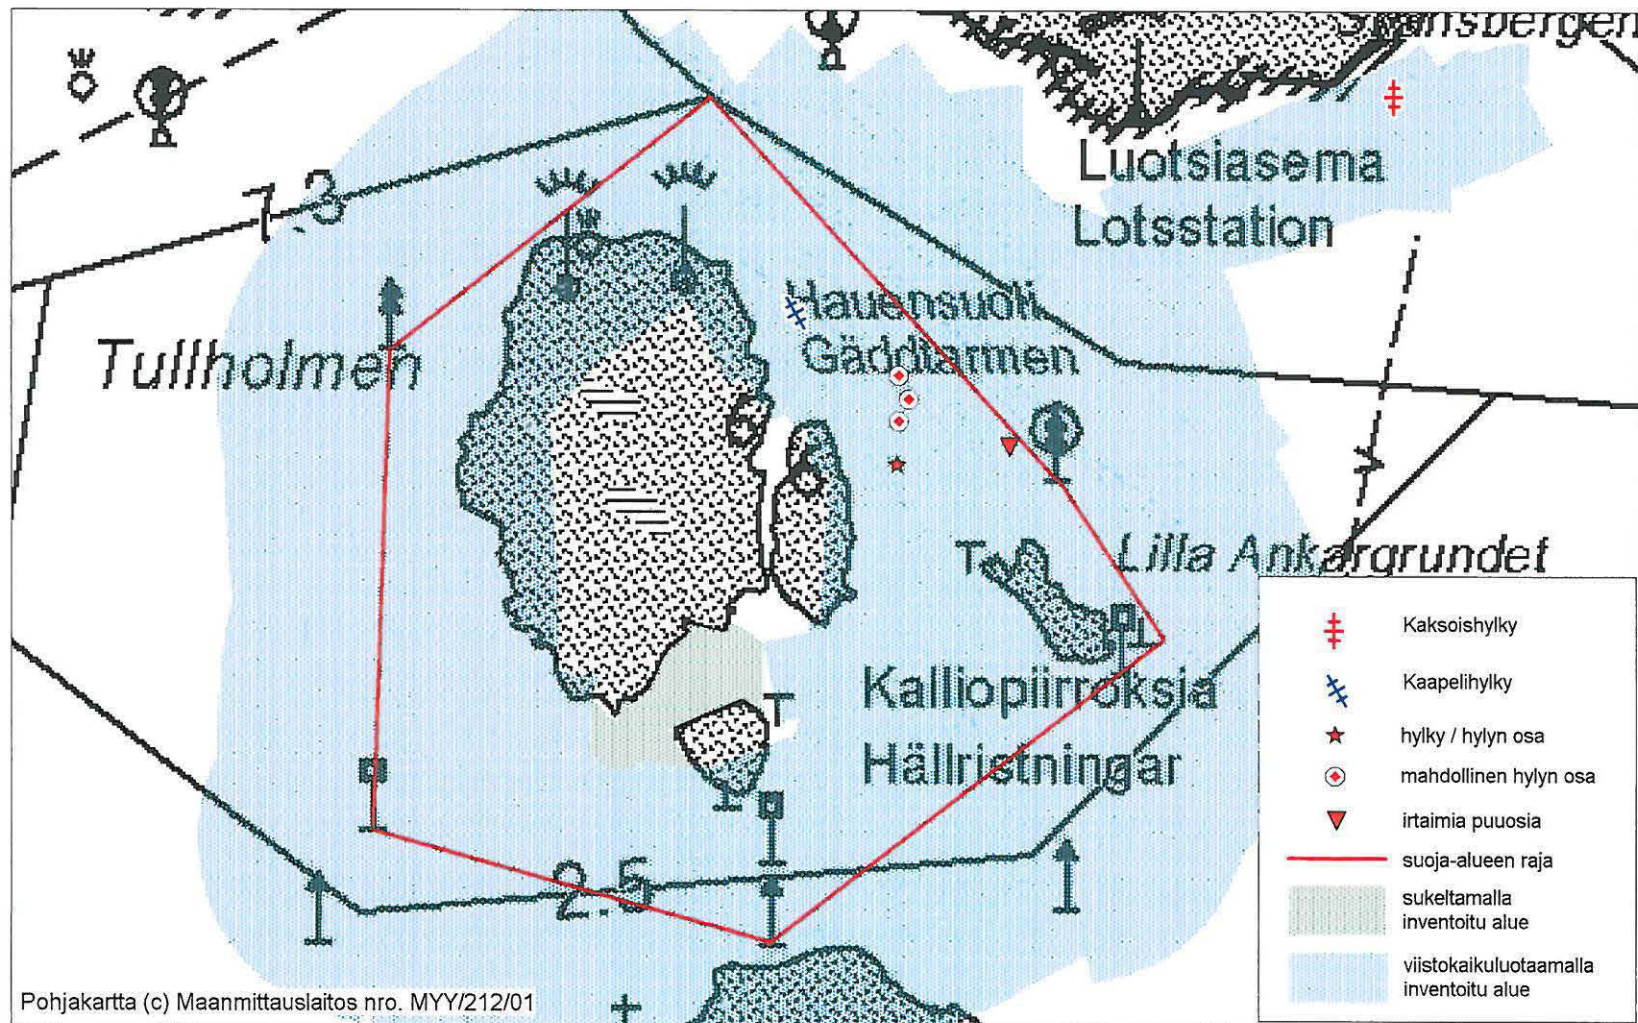 Skansbergen
Luotsiasema
Lotsstation
7.3
Hauensuoli
Gäddtarmen
Tullholmen
T
Lilla Ankargrundet
Kalliopiirroksia
T
Hällristningar
2.5
Kaksoishylky
Kaapelihylky
hylky / hylyn osa
mahdollinen hylyn osa
irtaimia puuosia
suoja-alueen raja
sukeltamalla
inventoitu alue
viistokaikuluotaamalla
inventoitu alue
Pohjakartta (c) Maanmittauslaitos nro. MYY/212/01